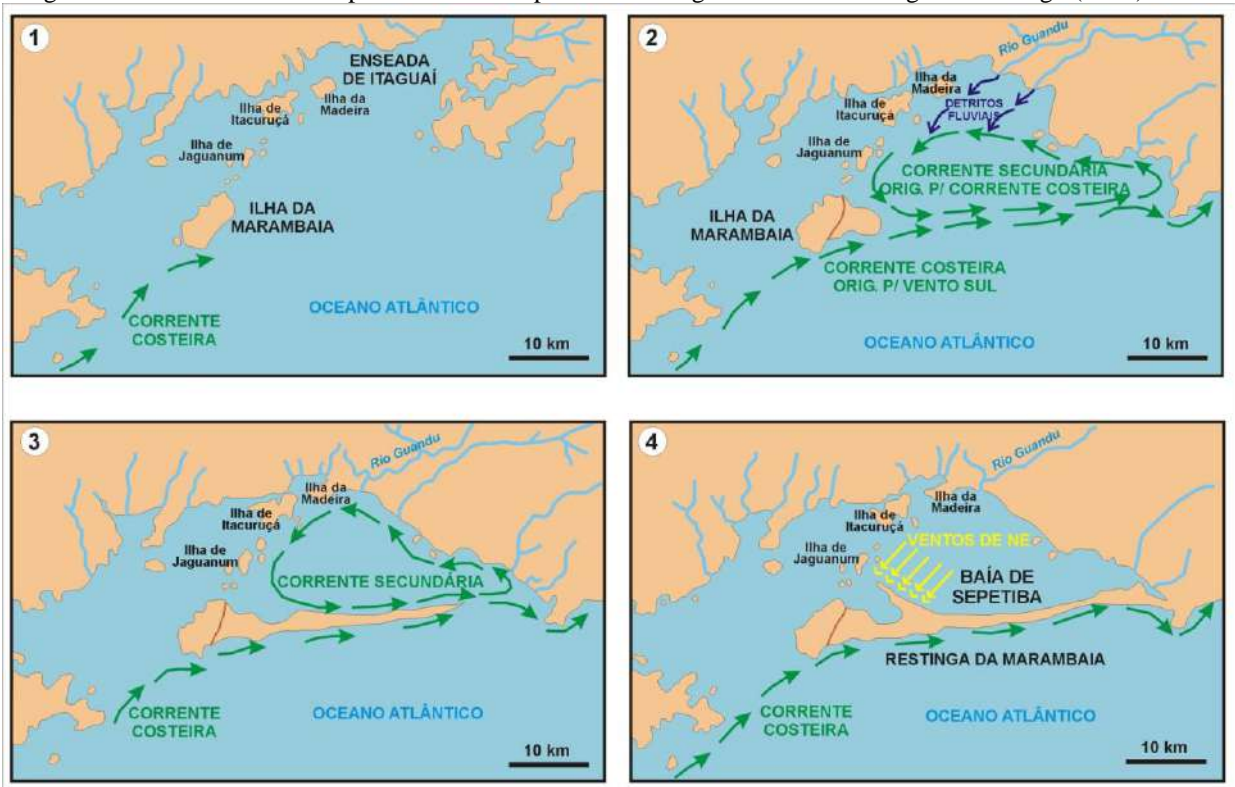 1
ENSEADA
DE ITAGUAÍ
Ilha de
Itacuruçá
Ilha da
Madeira
Ilha de
Jaguanum
ILHA DA
MARAMBAIA
CORRENTE
COSTEIRA
OCEANO ATLÂNTICO
10 km
2
Rio Guandu
Ilha da
Madeira
Ilha de
Itacuruçá
DETRITOS
FLUVIAIS
Ilha de
Jaguanum
CORRENTE SECUNDÁRIA
ORIG. P/ CORRENTE COSTEIRA
ILHA DA
MARAMBAIA
CORRENTE COSTEIRA
ORIG. P/ VENTO SUL
OCEANO ATLÂNTICO
10 km
3
Rio Guandu
Ilha da
Madeira
Ilha de
Itacuruçá
Ilha de
Jaguanum
CORRENTE SECUNDÁRIA
CORRENTE
COSTEIRA
OCEANO ATLÂNTICO
10 km
4
Rio Guandu
Ilha da
Madeira
Ilha de
Itacuruçá
VENTOS DE NE
Ilha de
Jaguanum
BAÍA DE
SEPETIBA
RESTINGA DA MARAMBAIA
CORRENTE
COSTEIRA
OCEANO ATLÂNTICO
10 km